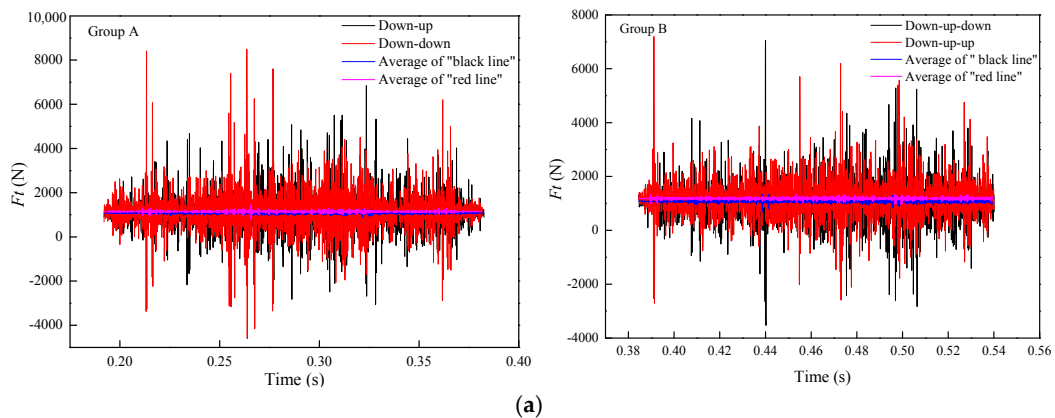 Group A
Down-up
Down-down
Average of "black line"
Average of "red line"
10,000
8000
6000
4000
2000
0
-2000
-4000
Ft (N)
0.20 0.25 0.30 0.35 0.40
Time (s)
Group B
Down-up-down
Down-up-up
Average of " black line"
Average of "red line"
8000
6000
4000
2000
0
-2000
-4000
Ft (N)
0.38 0.40 0.42 0.44 0.46 0.48 0.50 0.52 0.54 0.56
Time (s)
(a)